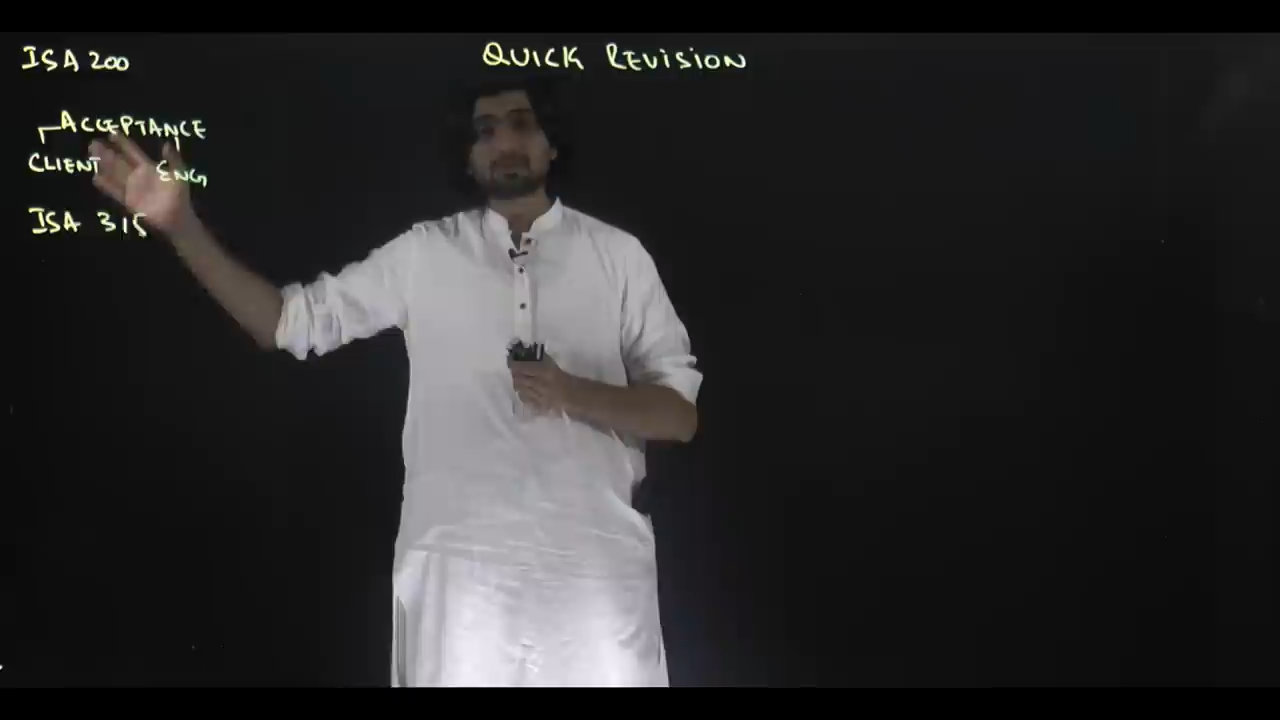 ISA 200
QUICK REVISION
ACCEPTANCE
CLIENT ENG
ISA 315